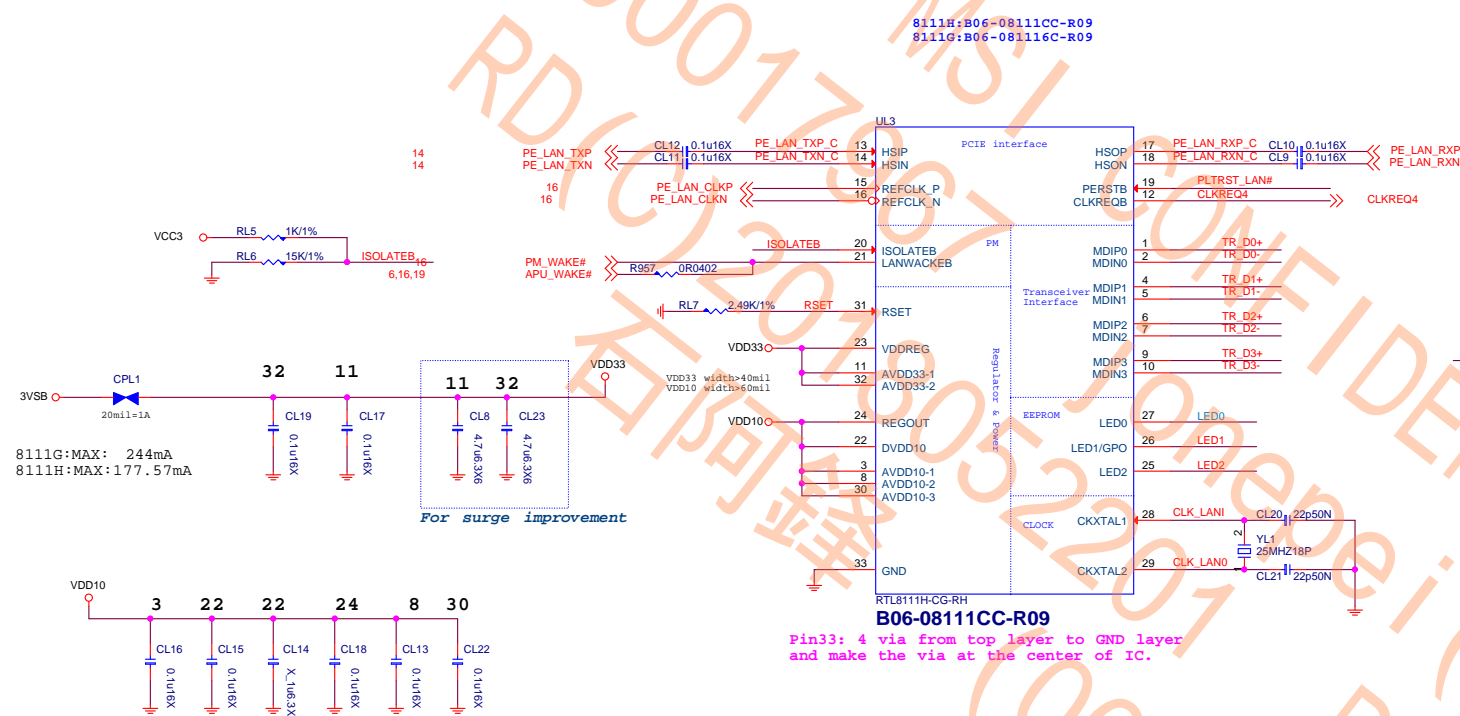 8111H:B06-08111CC-R09
8111G:B06-081116C-R09
UL3
PCIE interface
14 PE_LAN_TXP CL12 0.1u16X PE_LAN_TXP_C 13 HSIP
14 PE_LAN_TXN CL11 0.1u16X PE_LAN_TXN_C 14 HSIN
HSOP 17 PE_LAN_RXP_C CL10 0.1u16X PE_LAN_RXP
HSON 18 PE_LAN_RXN_C CL9 0.1u16X PE_LAN_RXN
16 PE_LAN_CLKP 15 REFCLK_P
16 PE_LAN_CLKN 16 REFCLK_N
PERSTB 19 PLTRST_LAN#
CLKREQB 12 CLKREQ4 CLKREQ4
VCC3 RL5 1K/1%
RL6 15K/1% ISOLATEB
16
6,16,19
ISOLATEB 20 ISOLATEB
PM_WAKE# 21 LANWACKEB
APU_WAKE# R957 0R0402
PM
RL7 2.49K/1% RSET 31 RSET
Transceiver
Interface
MDIP0 1 TR_D0+
MDIN0 2 TR_D0-
MDIP1 4 TR_D1+
MDIN1 5 TR_D1-
MDIP2 6 TR_D2+
MDIN2 7 TR_D2-
MDIP3 9 TR_D3+
MDIN3 10 TR_D3-
VDD33 23 VDDREG
11 AVDD33-1
32 AVDD33-2
VDD33 width>40mil
VDD10 width>60mil
VDD10 24 REGOUT
22 DVDD10
3 AVDD10-1
8 AVDD10-2
30 AVDD10-3
Regulator & Power
EEPROM
LED0 27 LED0
LED1/GPO 26 LED1
LED2 25 LED2
CLOCK
CKXTAL1 28 CLK_LANI CL20 22p50N
2 YL1
25MHZ18P
1
CKXTAL2 29 CLK_LAN0 CL21 22p50N
33 GND
RTL8111H-CG-RH
B06-08111CC-R09
Pin33: 4 via from top layer to GND layer
and make the via at the center of IC.
3VSB CPL1
20mil=1A
32 11 11 32
VDD33
CL19 0.1u16X
CL17 0.1u16X
CL8 4.7u6.3X6
CL23 4.7u6.3X6
8111G:MAX: 244mA
8111H:MAX:177.57mA
For surge improvement
VDD10
3 22 22 24 8 30
CL16 0.1u16X
CL15 0.1u16X
CL14 X_1u6.3X
CL18 0.1u16X
CL13 0.1u16X
CL22 0.1u16X
MSI CONFIDEN
00017967
jonepei(
RD(C)2018052201
石阿鋒
(00